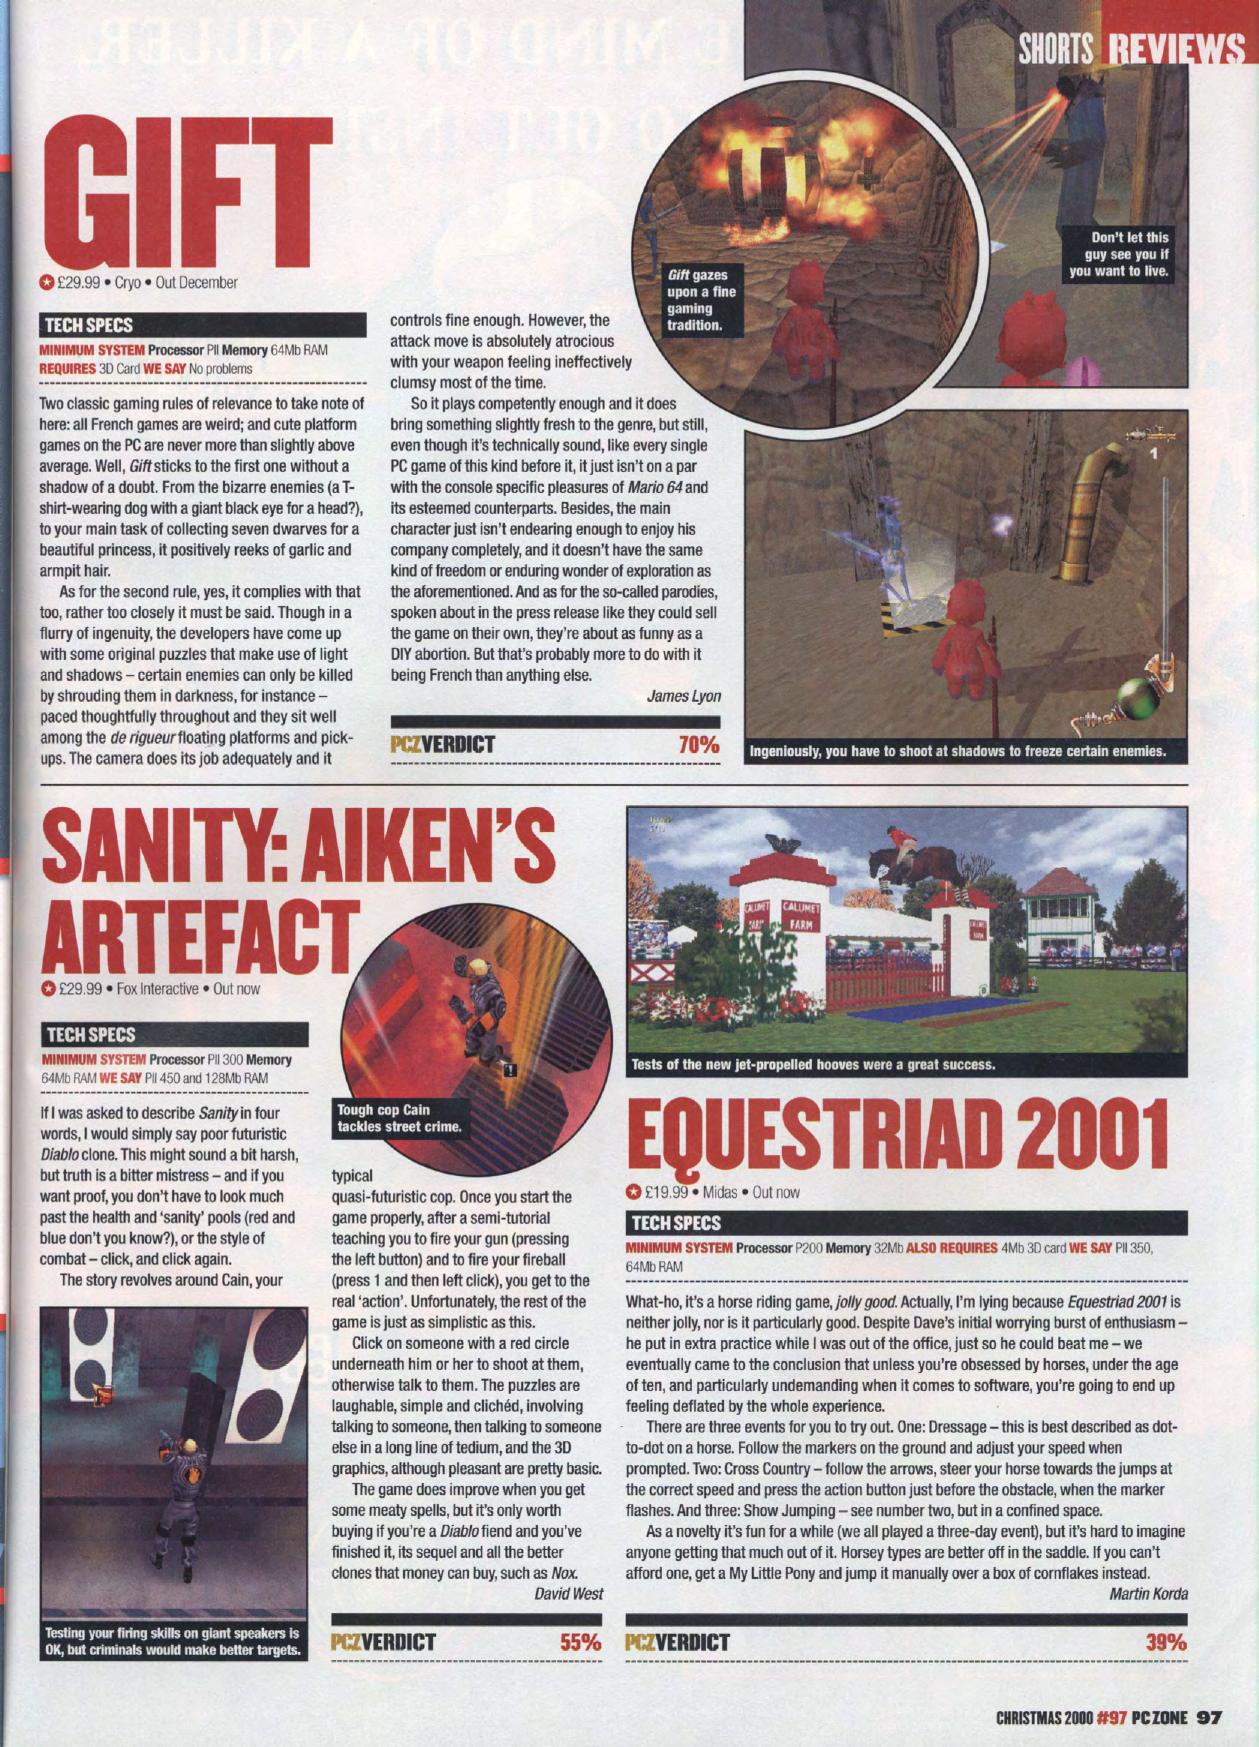 SHORTS REVIEWS
GIFT
£29.99 • Cryo • Out December
TECH SPECS
MINIMUM SYSTEM Processor PII Memory 64Mb RAM
REQUIRES 3D Card WE SAY No problems
Two classic gaming rules of relevance to take note of
here: all French games are weird; and cute platform
games on the PC are never more than slightly above
average. Well, Gift sticks to the first one without a
shadow of a doubt. From the bizarre enemies (a T-
shirt-wearing dog with a giant black eye for a head?),
to your main task of collecting seven dwarves for a
beautiful princess, it positively reeks of garlic and
armpit hair.
As for the second rule, yes, it complies with that
too, rather too closely it must be said. Though in a
flurry of ingenuity, the developers have come up
with some original puzzles that make use of light
and shadows – certain enemies can only be killed
by shrouding them in darkness, for instance –
paced thoughtfully throughout and they sit well
among the de rigueur floating platforms and pick-
ups. The camera does its job adequately and it
controls fine enough. However, the
attack move is absolutely atrocious
with your weapon feeling ineffectively
clumsy most of the time.
So it plays competently enough and it does
bring something slightly fresh to the genre, but still,
even though it's technically sound, like every single
PC game of this kind before it, it just isn't on a par
with the console specific pleasures of Mario 64 and
its esteemed counterparts. Besides, the main
character just isn't endearing enough to enjoy his
company completely, and it doesn't have the same
kind of freedom or enduring wonder of exploration as
the aforementioned. And as for the so-called parodies,
spoken about in the press release like they could sell
the game on their own, they're about as funny as a
DIY abortion. But that's probably more to do with it
being French than anything else.
James Lyon
PCZVERDICT 70%
Gift gazes
upon a fine
gaming
tradition.
Don't let this
guy see you if
you want to live.
1
Ingeniously, you have to shoot at shadows to freeze certain enemies.
SANITY: AIKEN'S
ARTEFACT
£29.99 • Fox Interactive • Out now
TECH SPECS
MINIMUM SYSTEM Processor PII 300 Memory
64Mb RAM WE SAY PII 450 and 128Mb RAM
If I was asked to describe Sanity in four
words, I would simply say poor futuristic
Diablo clone. This might sound a bit harsh,
but truth is a bitter mistress – and if you
want proof, you don't have to look much
past the health and 'sanity' pools (red and
blue don't you know?), or the style of
combat – click, and click again.
The story revolves around Cain, your
Testing your firing skills on giant speakers is
OK, but criminals would make better targets.
!
Tough cop Cain
tackles street crime.
typical
quasi-futuristic cop. Once you start the
game properly, after a semi-tutorial
teaching you to fire your gun (pressing
the left button) and to fire your fireball
(press 1 and then left click), you get to the
real 'action'. Unfortunately, the rest of the
game is just as simplistic as this.
Click on someone with a red circle
underneath him or her to shoot at them,
otherwise talk to them. The puzzles are
laughable, simple and clichéd, involving
talking to someone, then talking to someone
else in a long line of tedium, and the 3D
graphics, although pleasant are pretty basic.
The game does improve when you get
some meaty spells, but it's only worth
buying if you're a Diablo fiend and you've
finished it, its sequel and all the better
clones that money can buy, such as Nox.
David West
PCZVERDICT 55%
CALUMET
FARM
CALUMET
FARM
Tests of the new jet-propelled hooves were a great success.
EQUESTRIAD 2001
£19.99 • Midas • Out now
TECH SPECS
MINIMUM SYSTEM Processor P200 Memory 32Mb ALSO REQUIRES 4Mb 3D card WE SAY PII 350,
64Mb RAM
What-ho, it's a horse riding game, jolly good. Actually, I'm lying because Equestriad 2001 is
neither jolly, nor is it particularly good. Despite Dave's initial worrying burst of enthusiasm –
he put in extra practice while I was out of the office, just so he could beat me – we
eventually came to the conclusion that unless you're obsessed by horses, under the age
of ten, and particularly undemanding when it comes to software, you're going to end up
feeling deflated by the whole experience.
There are three events for you to try out. One: Dressage – this is best described as dot-
to-dot on a horse. Follow the markers on the ground and adjust your speed when
prompted. Two: Cross Country – follow the arrows, steer your horse towards the jumps at
the correct speed and press the action button just before the obstacle, when the marker
flashes. And three: Show Jumping – see number two, but in a confined space.
As a novelty it's fun for a while (we all played a three-day event), but it's hard to imagine
anyone getting that much out of it. Horsey types are better off in the saddle. If you can't
afford one, get a My Little Pony and jump it manually over a box of cornflakes instead.
Martin Korda
PCZVERDICT 39%
CHRISTMAS 2000 #97 PCZONE 97